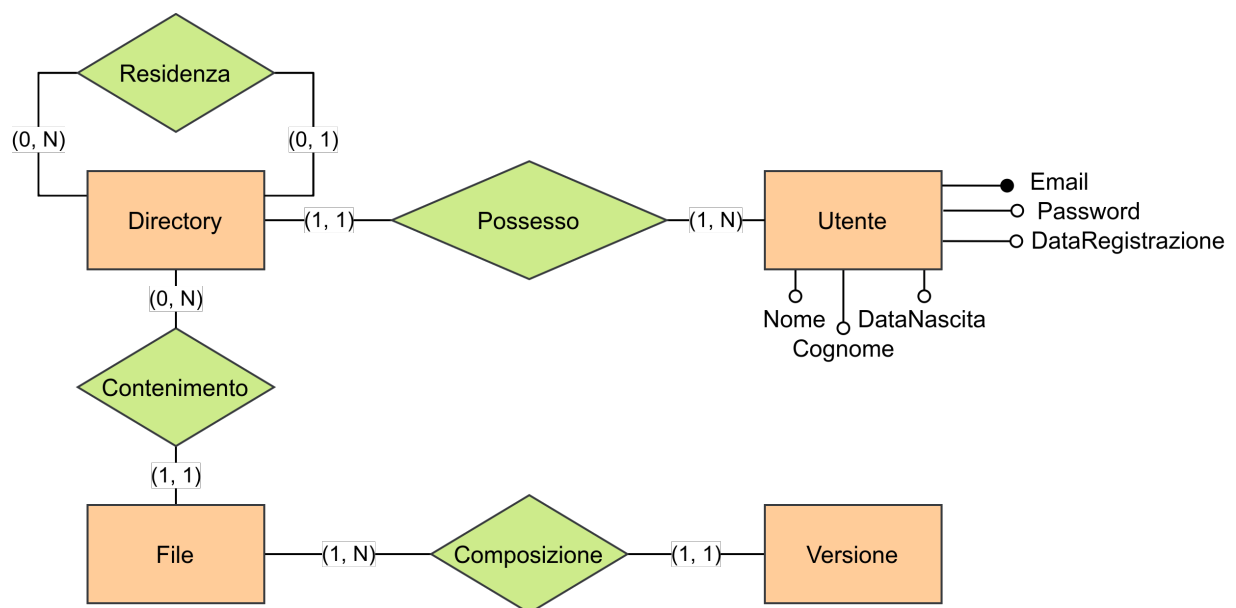 Residenza
(0, N)
(0, 1)
Directory
(1, 1)
Possesso
(1, N)
Utente
Email
Password
DataRegistrazione
Nome
DataNascita
Cognome
(0, N)
Contenimento
(1, 1)
File
(1, N)
Composizione
(1, 1)
Versione